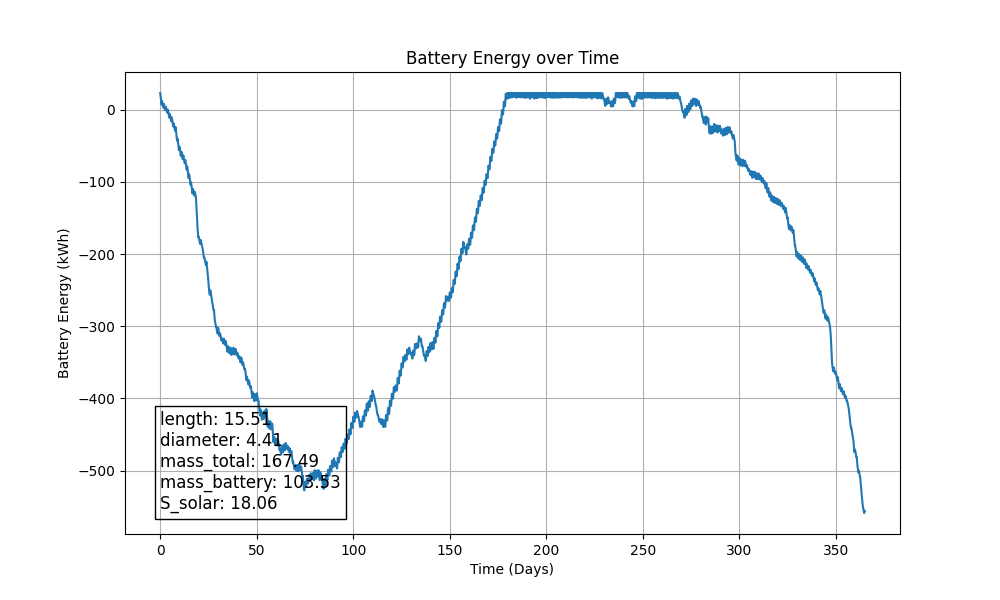 Battery Energy over Time
Battery Energy (kWh)
0
−100
−200
−300
−400
−500
length: 15.51
diameter: 4.41
mass_total: 167.49
mass_battery: 103.53
S_solar: 18.06
0 50 100 150 200 250 300 350
Time (Days)